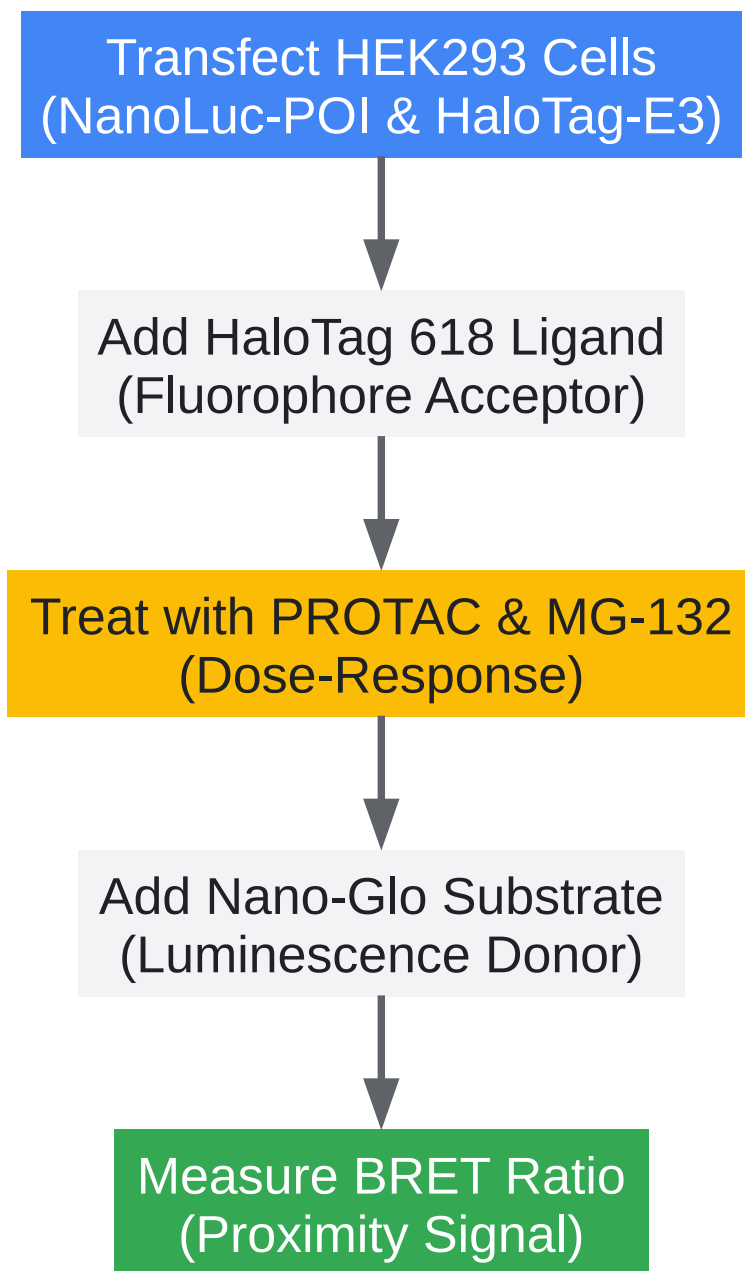 Transfect HEK293 Cells
(NanoLuc-POI & HaloTag-E3)
Add HaloTag 618 Ligand
(Fluorophore Acceptor)
Treat with PROTAC & MG-132
(Dose-Response)
Add Nano-Glo Substrate
(Luminescence Donor)
Measure BRET Ratio
(Proximity Signal)